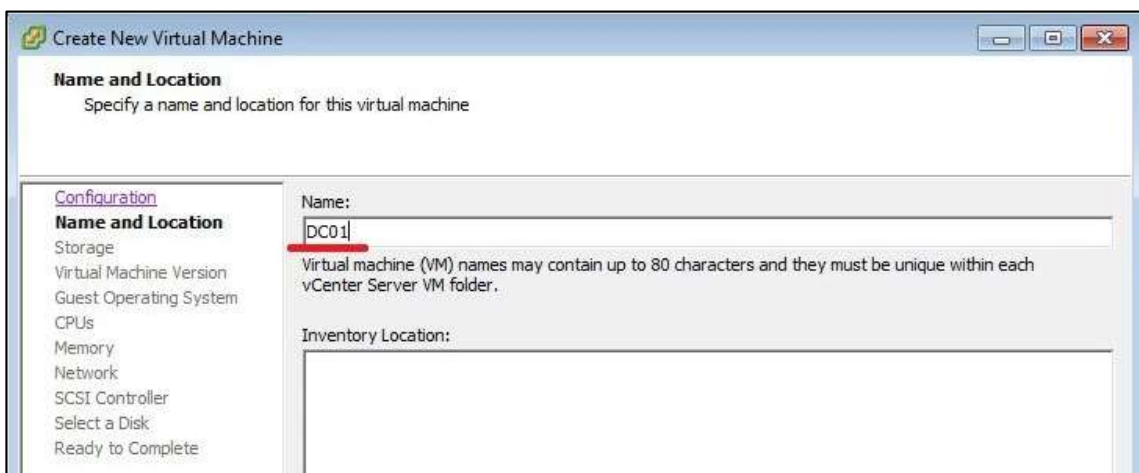 Create New Virtual Machine
Name and Location
Specify a name and location for this virtual machine
Configuration
Name and Location
Storage
Virtual Machine Version
Guest Operating System
CPUs
Memory
Network
SCSI Controller
Select a Disk
Ready to Complete
Name:
DC01
Virtual machine (VM) names may contain up to 80 characters and they must be unique within each
vCenter Server VM folder.
Inventory Location: